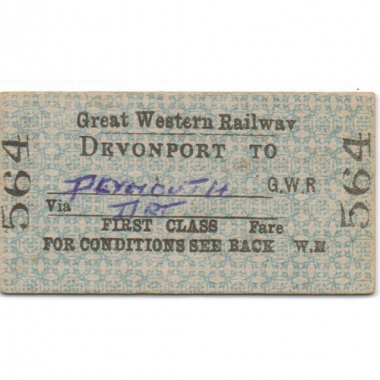 Great Western Railway
DEVONPORT TO
PLYMOUTH G.W.R
Via
FIRST CLASS Fare
FOR CONDITIONS SEE BACK W.H
564
564